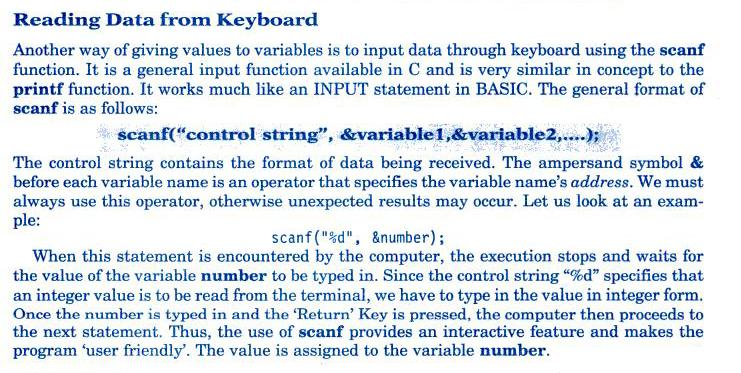 Reading Data from Keyboard
Another way of giving values to variables is to input data through keyboard using the scanf
function. It is a general input function available in C and is very similar in concept to the
printf function. It works much like an INPUT statement in BASIC. The general format of
scanf is as follows:
scanf(“control string”, &variable1,&variable2,....);
The control string contains the format of data being received. The ampersand symbol &
before each variable name is an operator that specifies the variable name's address. We must
always use this operator, otherwise unexpected results may occur. Let us look at an exam-
ple:
scanf("%d", &number);
When this statement is encountered by the computer, the execution stops and waits for
the value of the variable number to be typed in. Since the control string “%d” specifies that
an integer value is to be read from the terminal, we have to type in the value in integer form.
Once the number is typed in and the ‘Return’ Key is pressed, the computer then proceeds to
the next statement. Thus, the use of scanf provides an interactive feature and makes the
program ‘user friendly’. The value is assigned to the variable number.